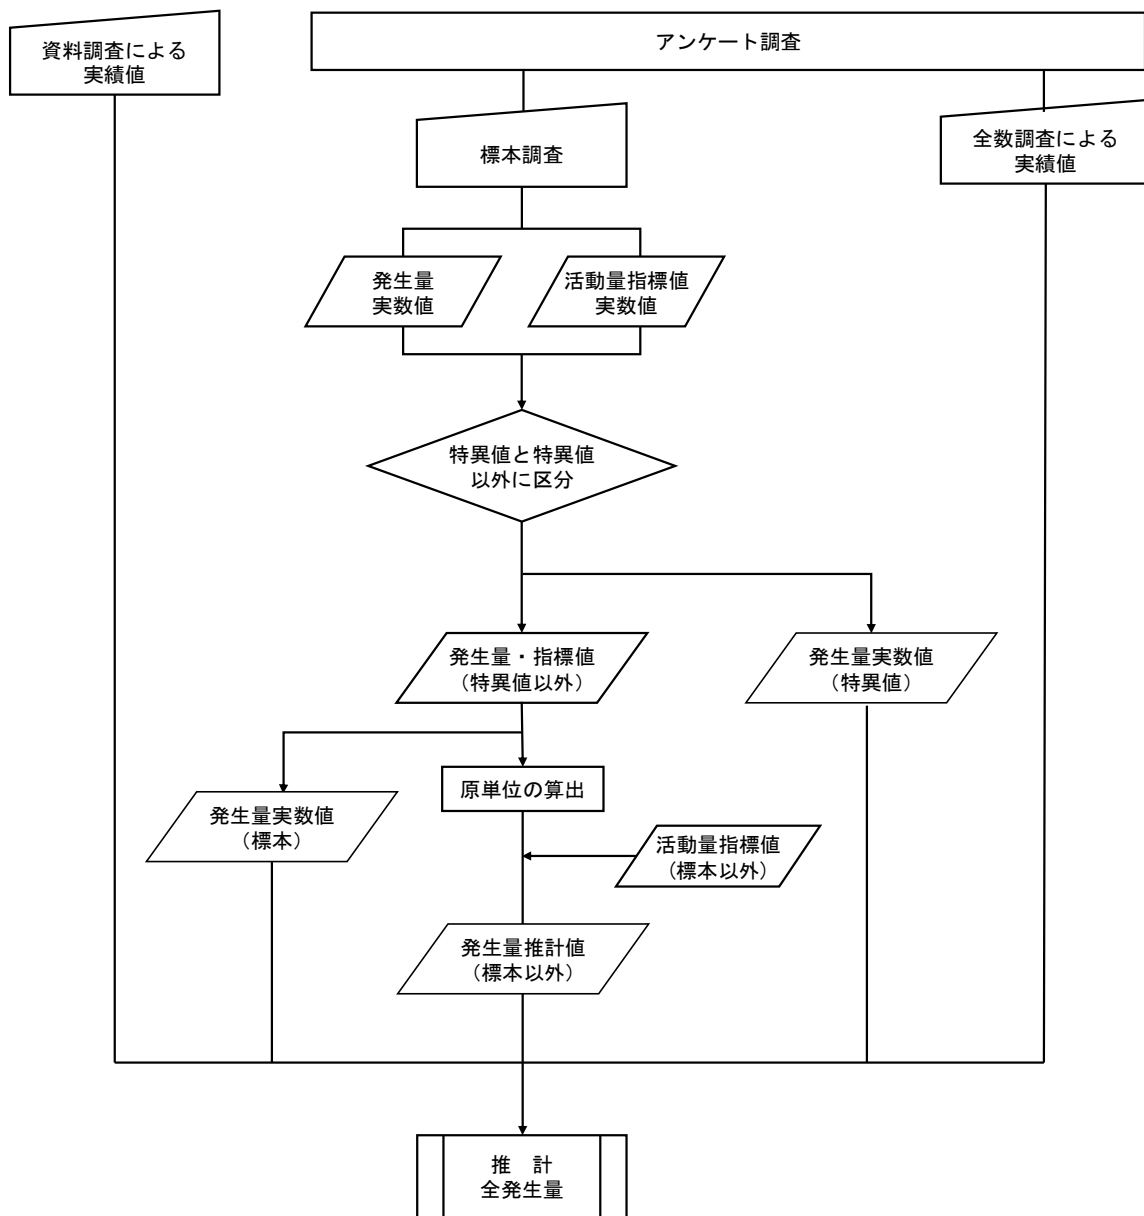 資料調査による
実績値
アンケート調査
標本調査
全数調査による
実績値
発生量
実数値
活動量指標値
実数値
特異値と特異値
以外に区分
発生量・指標値
（特異値以外）
発生量実数値
（特異値）
原単位の算出
発生量実数値
（標本）
活動量指標値
（標本以外）
発生量推計値
（標本以外）
推　計
全発生量